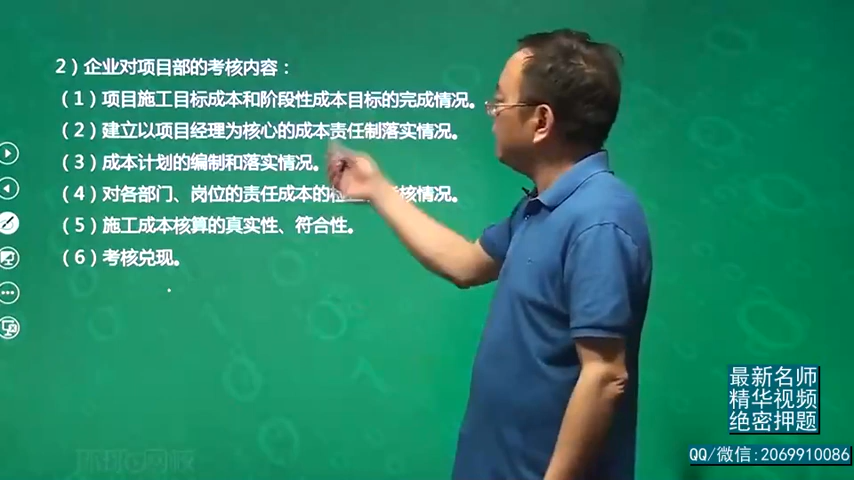 2）企业对项目部的考核内容：
（1）项目施工目标成本和阶段性成本目标的完成情况。
（2）建立以项目经理为核心的成本责任制落实情况。
（3）成本计划的编制和落实情况。
（4）对各部门、岗位的责任成本的检 核情况。
（5）施工成本核算的真实性、符合性。
（6）考核兑现。
最新名师
精华视频
绝密押题
QQ/微信:2069910086
环球网校